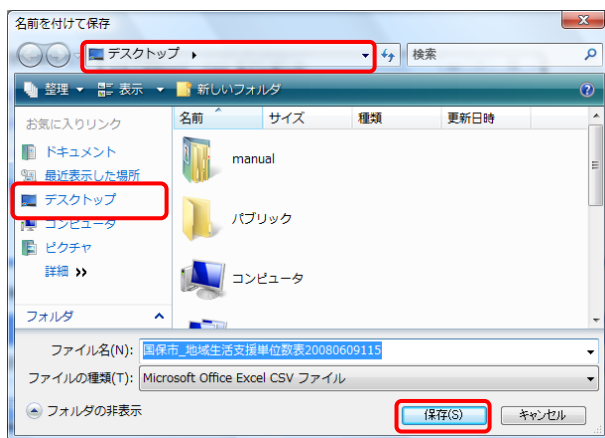 名前を付けて保存
デスクトップ
検索
整理 表示 新しいフォルダ
お気に入りリンク
ドキュメント
最近表示した場所
デスクトップ
コンピュータ
ピクチャ
詳細 >>
フォルダ
名前 サイズ 種類 更新日時
manual
パブリック
コンピュータ
ファイル名(N): 国保市_地域生活支援単位数表20080609115
ファイルの種類(T): Microsoft Office Excel CSV ファイル
フォルダの非表示 保存(S) キャンセル